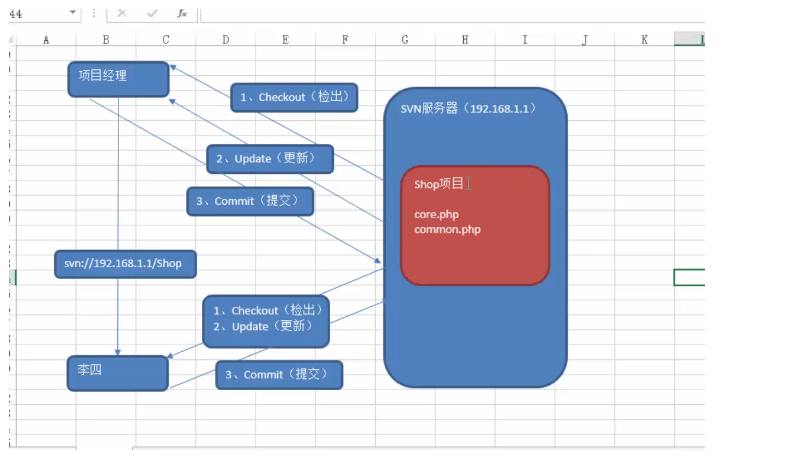 44
fx
A B C D E F G H I J K L
项目经理
1、Checkout（检出）
SVN服务器（192.168.1.1）
2、Update（更新）
Shop项目
3、Commit（提交）
core.php
common.php
svn://192.168.1.1/Shop
1、Checkout（检出）
2、Update（更新）
李四
3、Commit（提交）